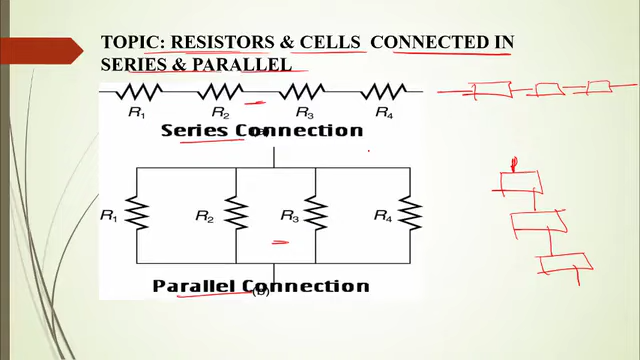 TOPIC: RESISTORS & CELLS CONNECTED IN
SERIES & PARALLEL
R1 R2 R3 R4
Series Connection
(a)
R1 R2 R3 R4
Parallel Connection
(b)